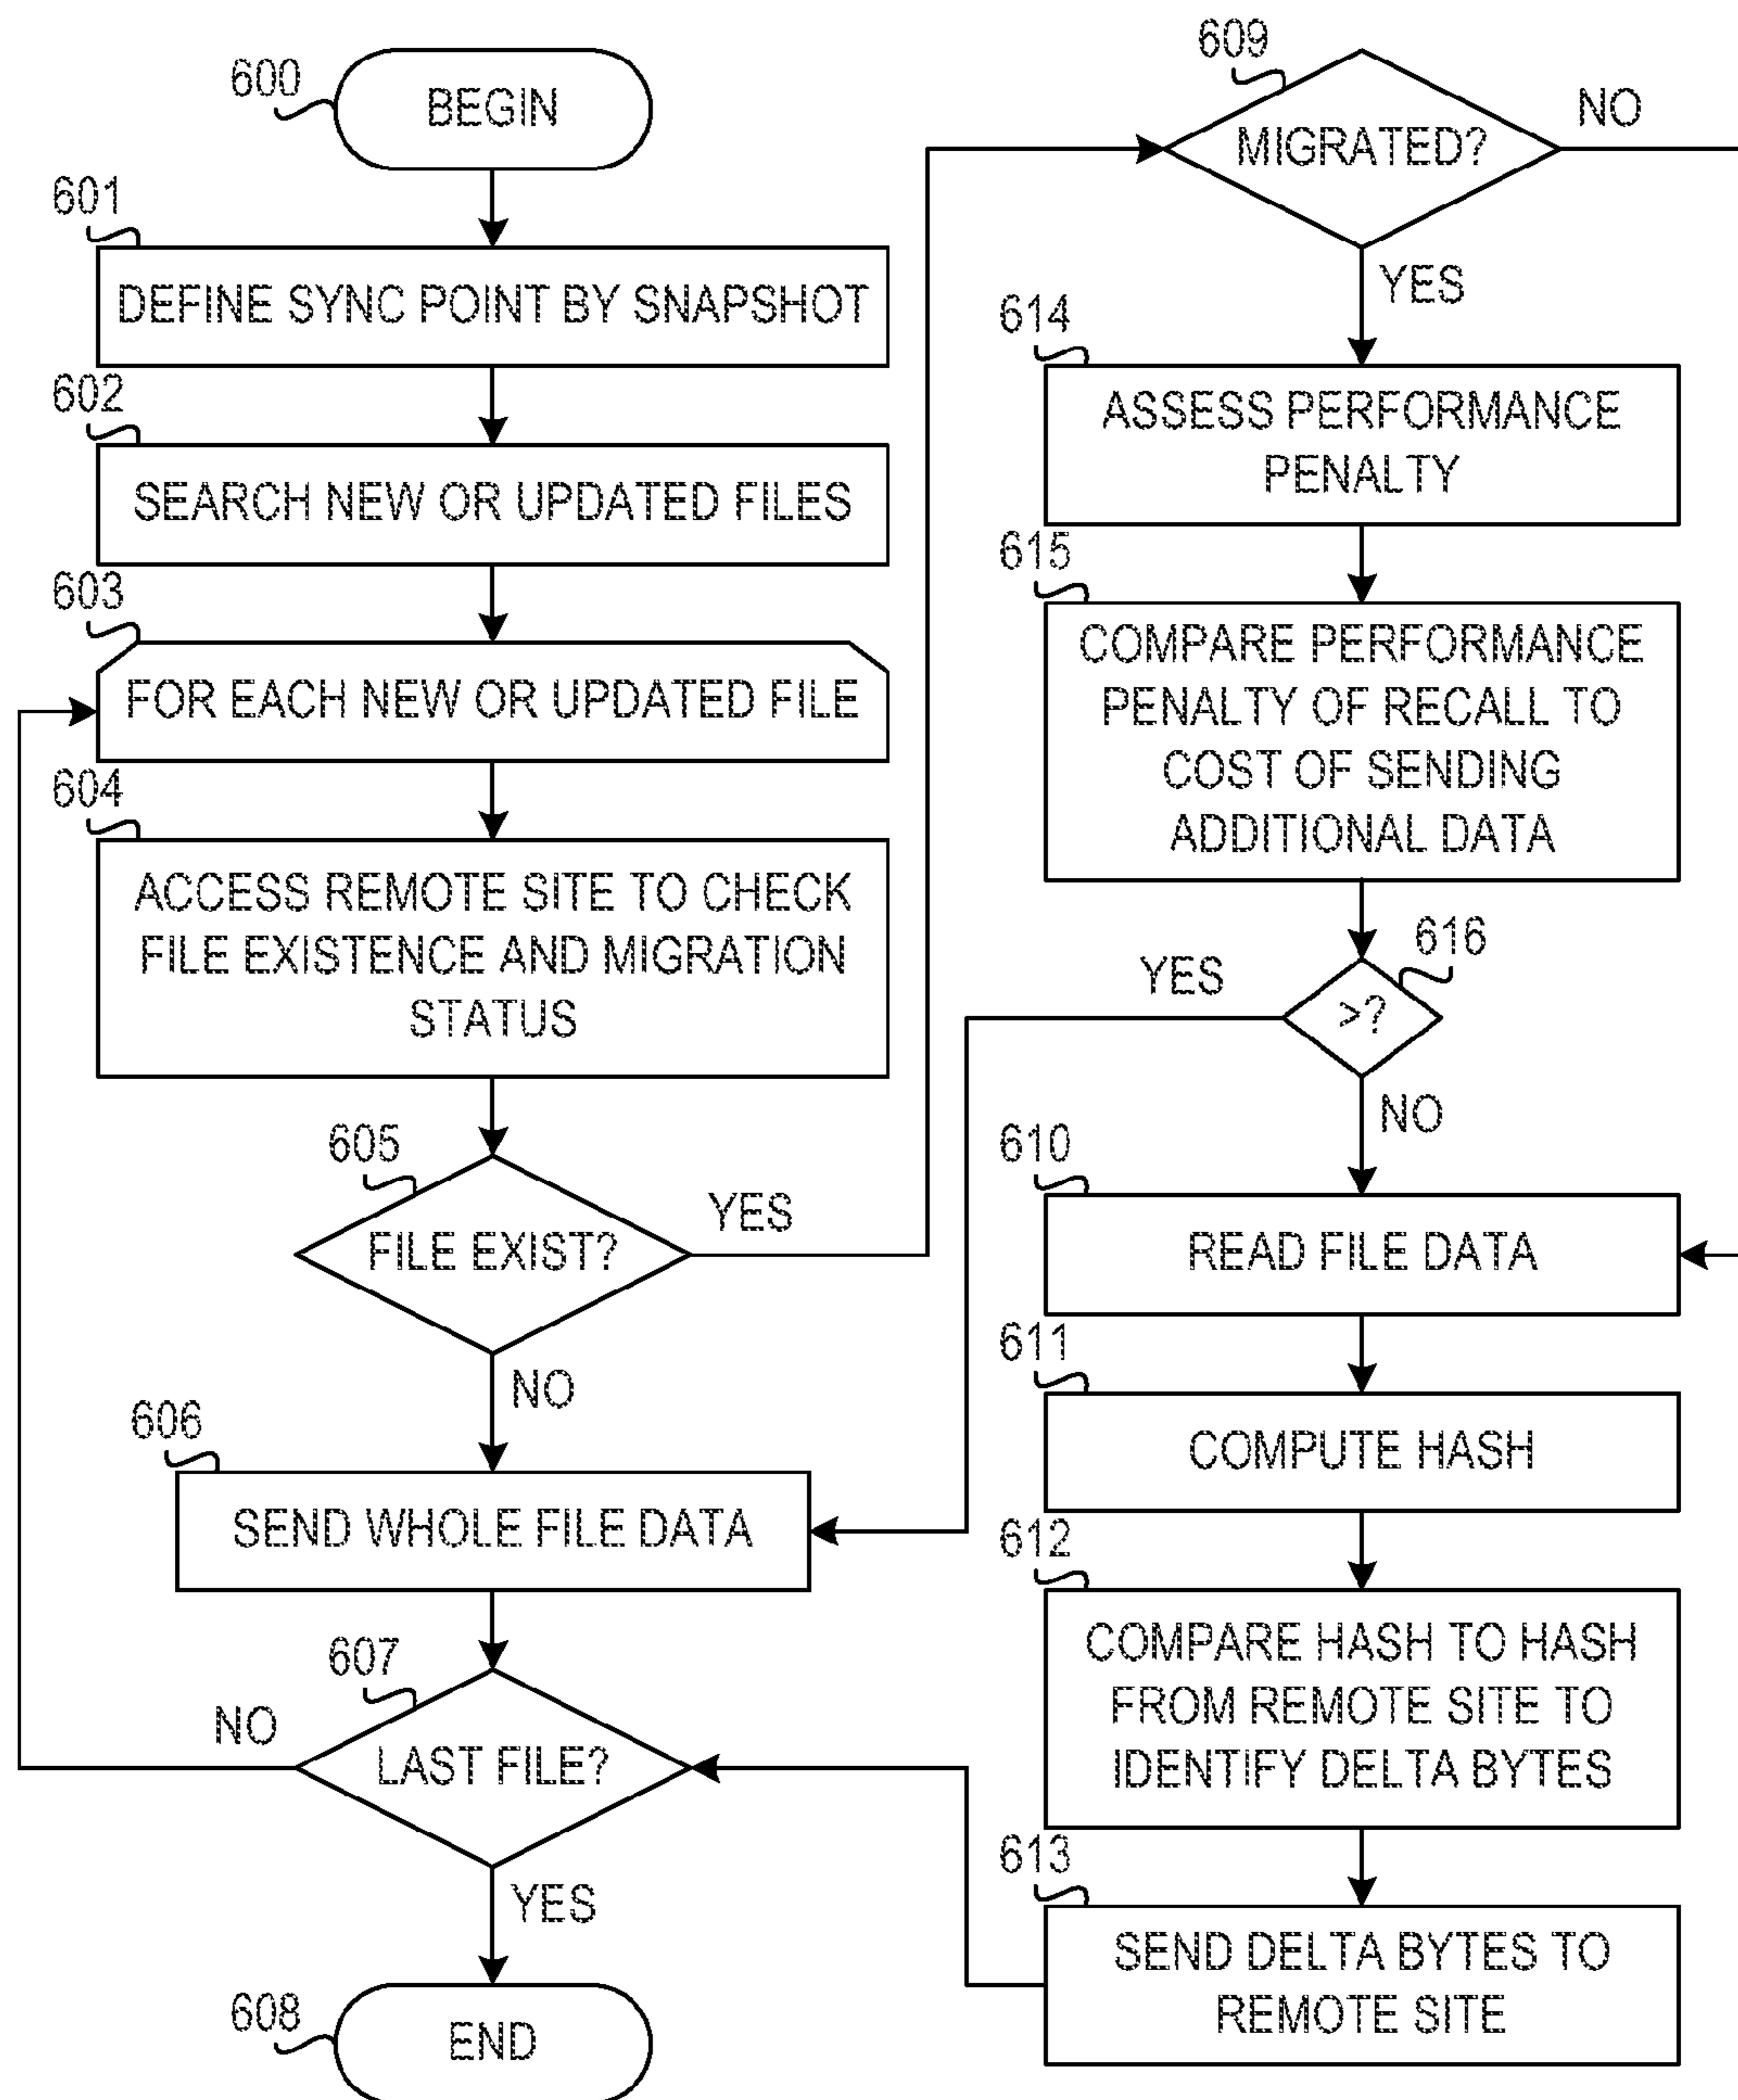 600
BEGIN
601
DEFINE SYNC POINT BY SNAPSHOT
602
SEARCH NEW OR UPDATED FILES
603
FOR EACH NEW OR UPDATED FILE
604
ACCESS REMOTE SITE TO CHECK
FILE EXISTENCE AND MIGRATION
STATUS
605
FILE EXIST?
YES
NO
606
SEND WHOLE FILE DATA
607
NO
LAST FILE?
YES
608
END
609
MIGRATED?
NO
YES
614
ASSESS PERFORMANCE
PENALTY
615
COMPARE PERFORMANCE
PENALTY OF RECALL TO
COST OF SENDING
ADDITIONAL DATA
616
YES
>?
NO
610
READ FILE DATA
611
COMPUTE HASH
612
COMPARE HASH TO HASH
FROM REMOTE SITE TO
IDENTIFY DELTA BYTES
613
SEND DELTA BYTES TO
REMOTE SITE